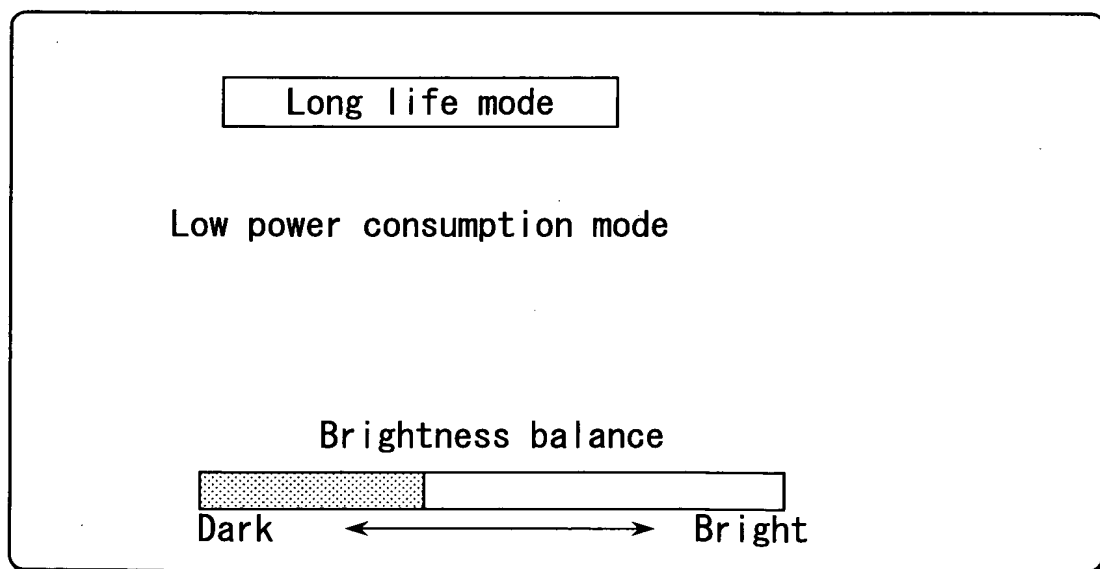 Long life mode
Low power consumption mode
Brightness balance
Dark Bright